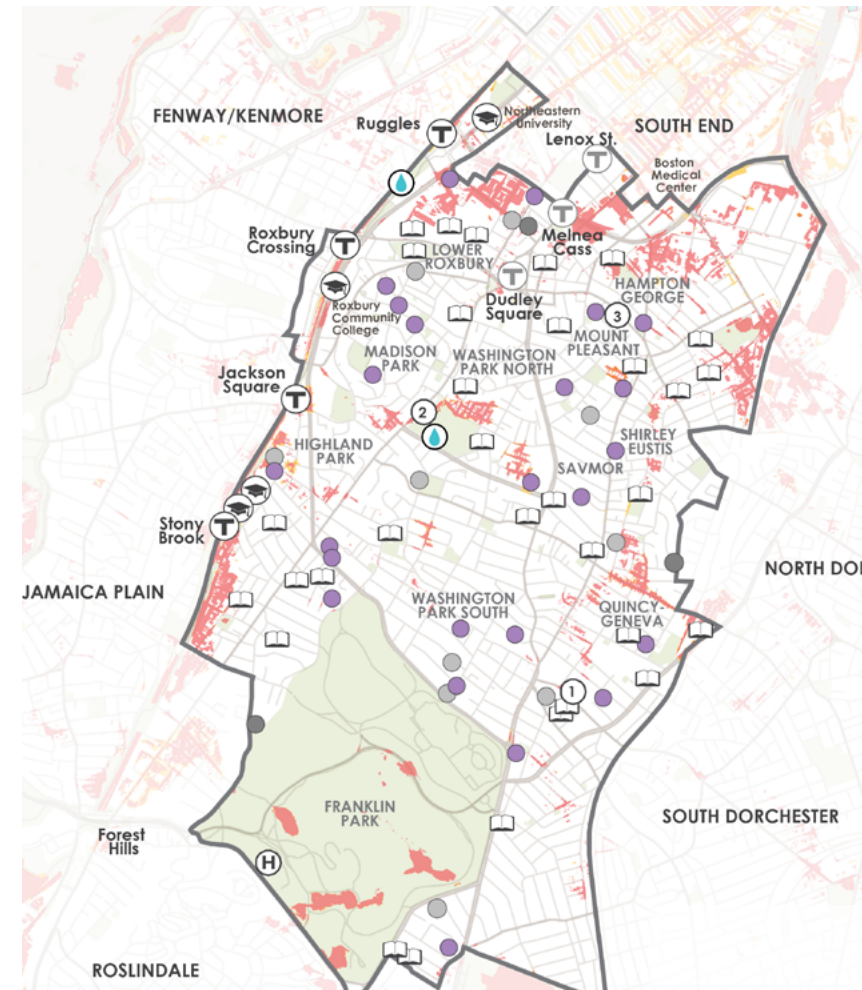 FENWAY/KENMORE
Ruggles
T
Northeastern
University
SOUTH END
Lenox St.
T
Boston
Medical
Center
Roxbury
Crossing
T
LOWER
ROXBURY
T
Melnea
Cass
T
Dudley
Square
HAMPTON
GEORGE
Roxbury
Community
College
3
MOUNT
PLEASANT
MADISON
PARK
WASHINGTON
PARK NORTH
Jackson
Square
T
2
HIGHLAND
PARK
SHIRLEY
EUSTIS
SAVMOR
Stony
Brook
T
JAMAICA PLAIN
NORTH DOR
WASHINGTON
PARK SOUTH
QUINCY-
GENEVA
1
FRANKLIN
PARK
SOUTH DORCHESTER
Forest
Hills
H
ROSLINDALE